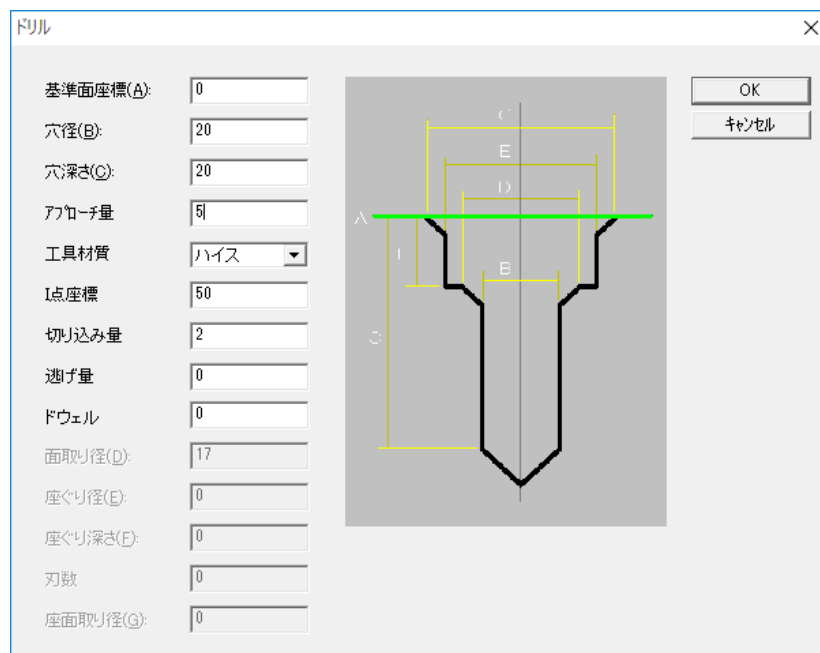 ドリル
基準面座標(A): 0
穴径(B): 20
穴深さ(C): 20
アプローチ量 5
工具材質 ハイス
I点座標 50
切り込み量 2
逃げ量 0
ドウェル 0
面取り径(D): 17
座ぐり径(E): 0
座ぐり深さ(F): 0
刃数 0
座面取り径(G): 0
E
D
A
B
OK
キャンセル